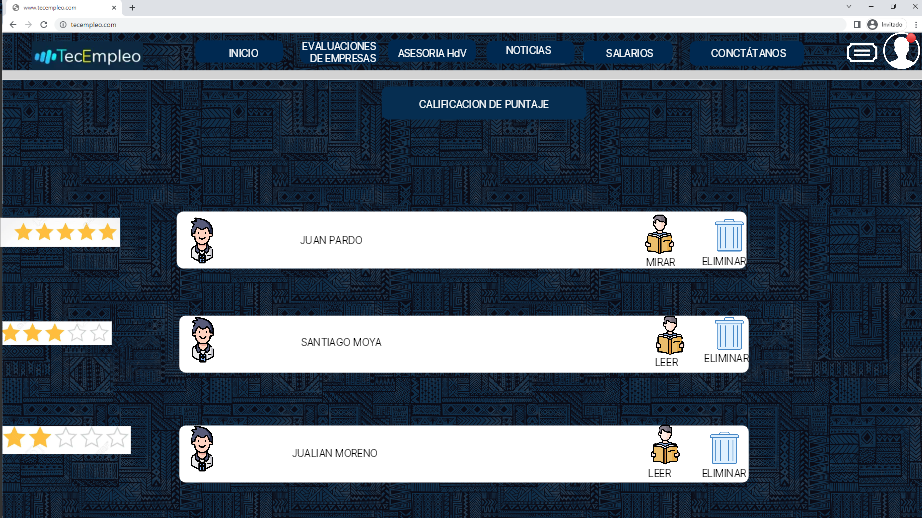 www.tecempleo.com
tecempleo.com
Invitado
TecEmpleo
INICIO
EVALUACIONES
DE EMPRESAS
ASESORIA HdV
NOTICIAS
SALARIOS
CONCTÁTANOS
CALIFICACION DE PUNTAJE
JUAN PARDO
MIRAR
ELIMINAR
SANTIAGO MOYA
LEER
ELIMINAR
JUALIAN MORENO
LEER
ELIMINAR